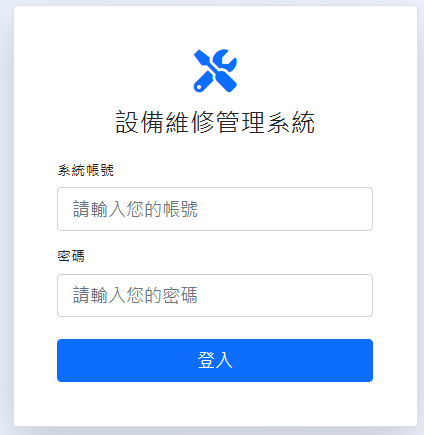 設備維修管理系統
系統帳號
請輸入您的帳號
密碼
請輸入您的密碼
登入